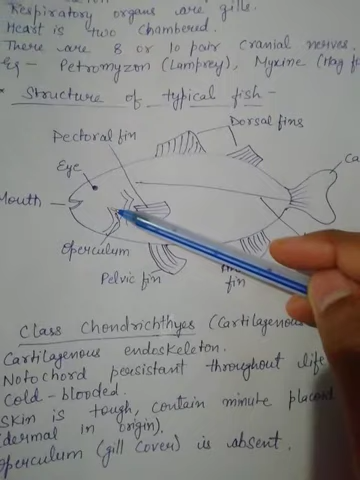 Respiratory organs are gills.
Heart is two chambered.
There are 8 or 10 pair cranial nerves.
Eg - Petromyzon (Lamprey), Myxine (Hag
Structure of typical fish -
Dorsal fins
Pectoral fin
Eye
Mouth
Operculum
Pelvic fin
fin
Class Chondrichthyes (Cartilagenous
Cartilagenous endoskeleton.
Notochord persistant throughout life
Cold-blooded.
Skin is tough, contain minute placoid
(dermal in origin).
Operculum (gill cover) is absent.